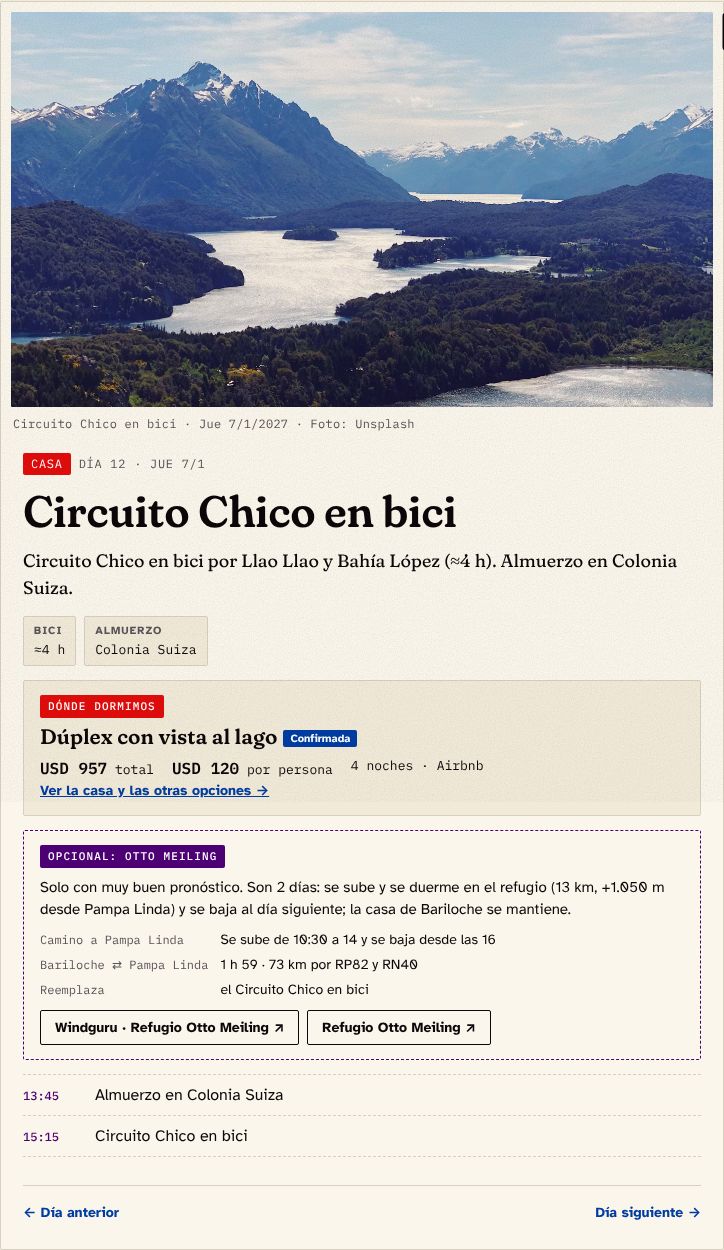 Circuito Chico en bici · Jue 7/1/2027 · Foto: Unsplash
CASA DÍA 12 · JUE 7/1
Circuito Chico en bici
Circuito Chico en bici por Llao Llao y Bahía López (≈4 h). Almuerzo en Colonia
Suiza.
BICI
≈4 h
ALMUERZO
Colonia Suiza
DÓNDE DORMIMOS
Dúplex con vista al lago Confirmada
USD 957 total USD 120 por persona 4 noches · Airbnb
Ver la casa y las otras opciones →
OPCIONAL: OTTO MEILING
Solo con muy buen pronóstico. Son 2 días: se sube y se duerme en el refugio (13 km, +1.050 m
desde Pampa Linda) y se baja al día siguiente; la casa de Bariloche se mantiene.
Camino a Pampa Linda Se sube de 10:30 a 14 y se baja desde las 16
Bariloche ⇄ Pampa Linda 1 h 59 · 73 km por RP82 y RN40
Reemplaza el Circuito Chico en bici
Windguru · Refugio Otto Meiling ↗ Refugio Otto Meiling ↗
13:45 Almuerzo en Colonia Suiza
15:15 Circuito Chico en bici
← Día anterior Día siguiente →